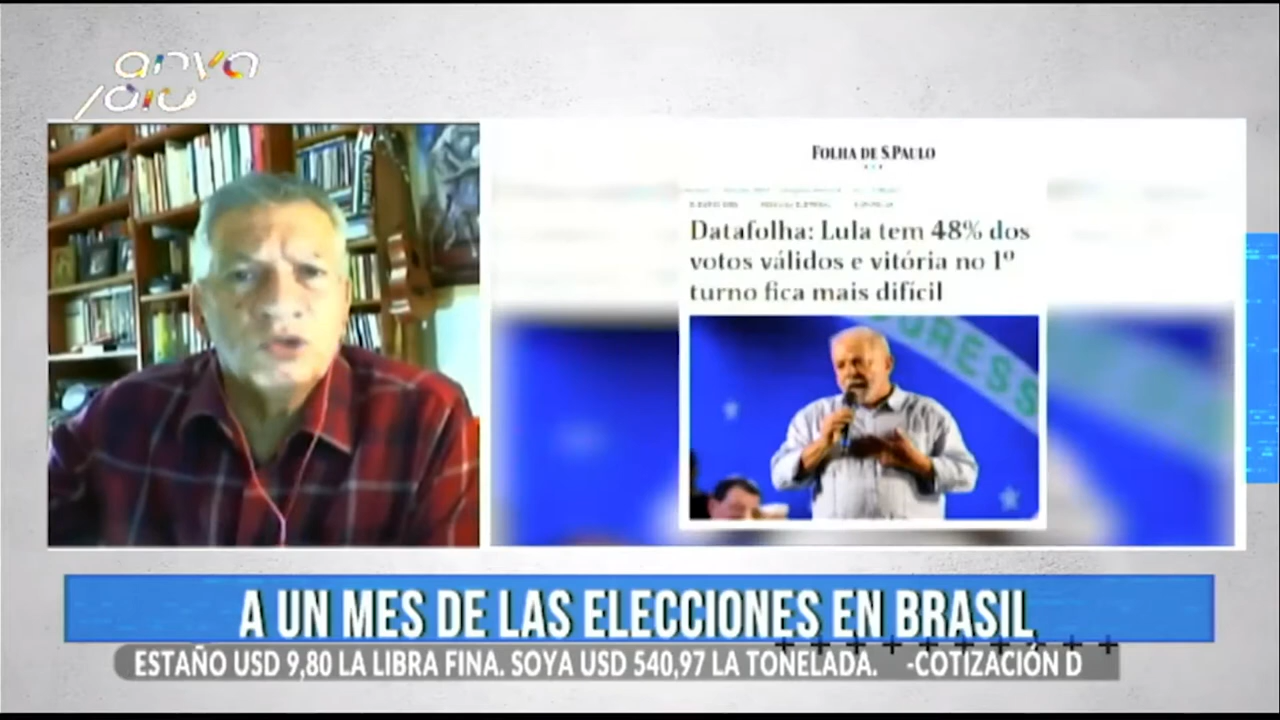 FOLHA DE S.PAULO
Datafolha: Lula tem 48% dos
votos válidos e vitória no 1º
turno fica mais difícil
RESS
A UN MES DE LAS ELECCIONES EN BRASIL
ESTAÑO USD 9,80 LA LIBRA FINA. SOYA USD 540,97 LA TONELADA. -COTIZACIÓN D